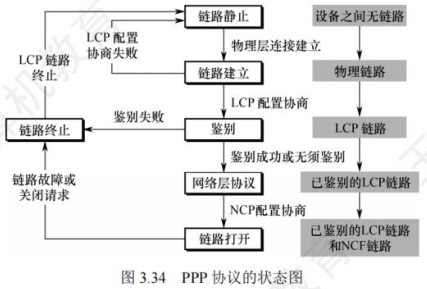 链路静止
设备之间无链路
LCP 配置
协商失败
LCP 链路
终止
物理层连接建立
链路建立
物理链路
LCP 配置协商
鉴别失败
链路终止
鉴别
LCP 链路
鉴别成功或无须鉴别
链路故障或
关闭请求
网络层协议
已鉴别的LCP链路
NCP配置协商
链路打开
已鉴别的LCP链路
和NCF链路
图 3.34 PPP 协议的状态图